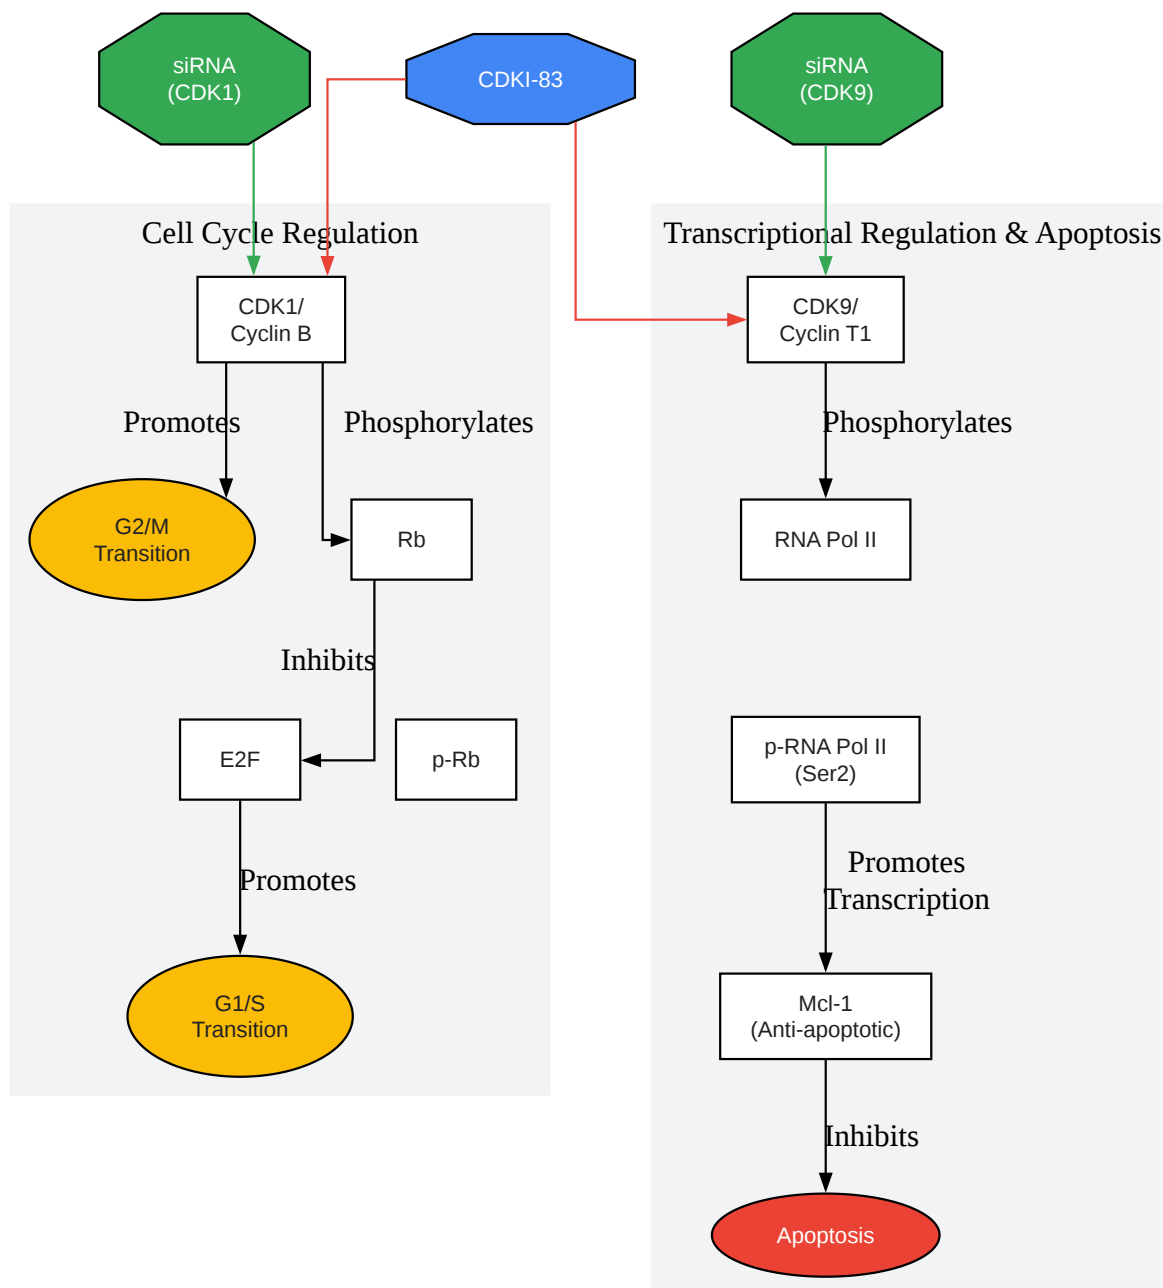 siRNA
(CDK1)
CDKI-83
siRNA
(CDK9)
Cell Cycle Regulation
CDK1/
Cyclin B
Promotes
Phosphorylates
G2/M
Transition
Rb
Inhibits
E2F
p-Rb
Promotes
G1/S
Transition
Transcriptional Regulation & Apoptosis
CDK9/
Cyclin T1
Phosphorylates
RNA Pol II
p-RNA Pol II
(Ser2)
Promotes
Transcription
Mcl-1
(Anti-apoptotic)
Inhibits
Apoptosis